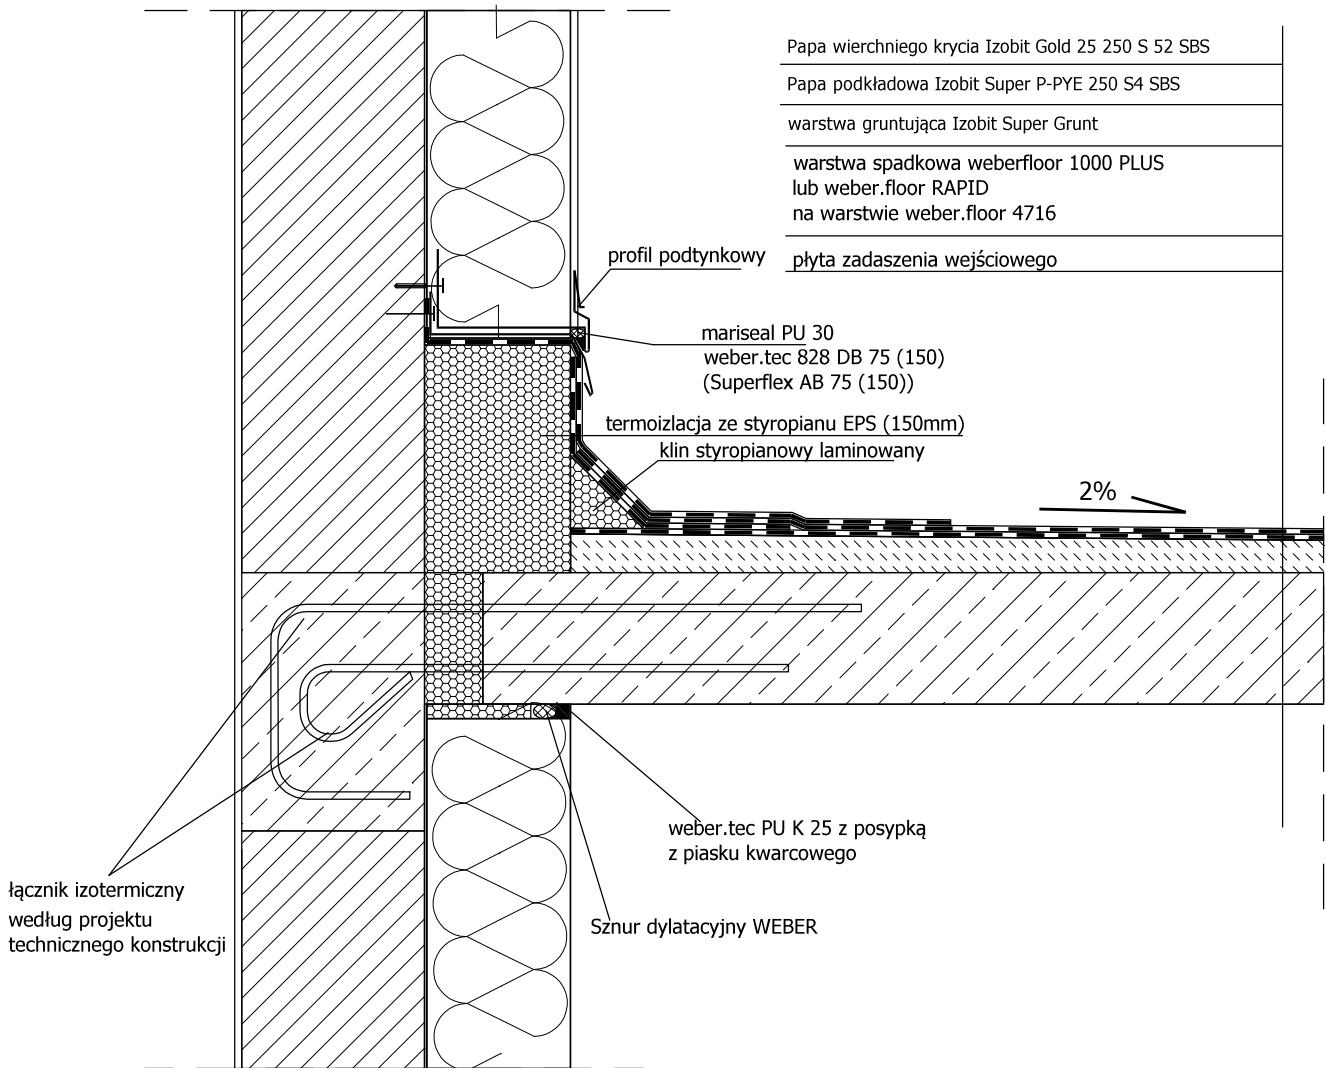 Papa wierchniego krycia Izobit Gold 25 250 S 52 SBS
Papa podkładowa Izobit Super P-PYE 250 S4 SBS
warstwa gruntująca Izobit Super Grunt
warstwa spadkowa weberfloor 1000 PLUS
lub weber.floor RAPID
na warstwie weber.floor 4716
płyta zadaszenia wejściowego
profil podtynkowy
mariseal PU 30
weber.tec 828 DB 75 (150)
(Superflex AB 75 (150))
termoizlacja ze styropianu EPS (150mm)
klin styropianowy laminowany
2%
weber.tec PU K 25 z posypką
z piasku kwarcowego
Sznur dylatacyjny WEBER
łącznik izotermiczny
według projektu
technicznego konstrukcji